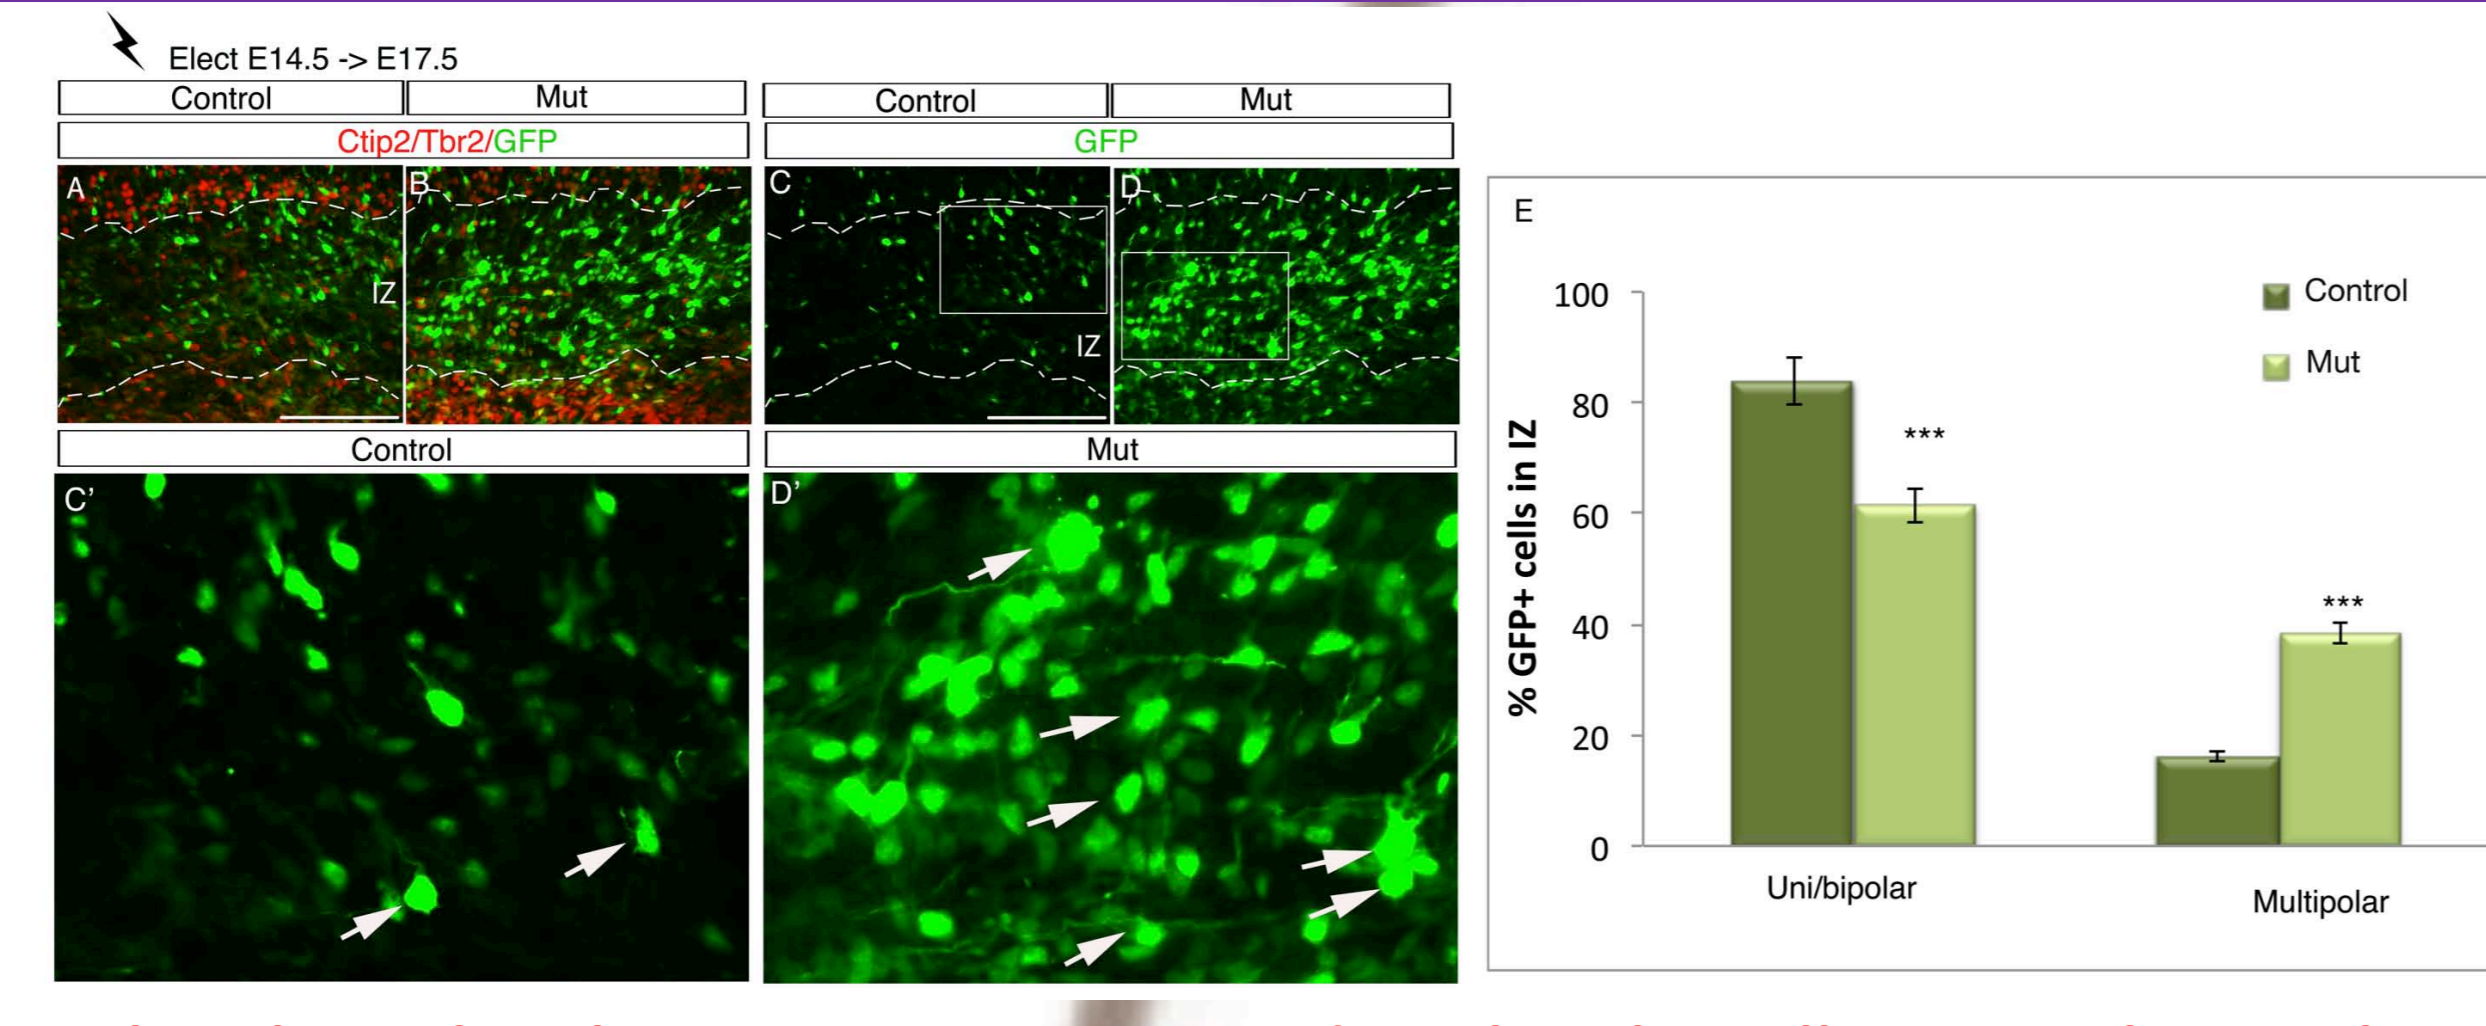 Elect E14.5 -> E17.5
Control Mut Control Mut
Ctip2/Tbr2/GFP GFP
A B C D
IZ IZ
Control Mut
C' D'
E
% GFP+ cells in IZ
100
80
60
40
20
0
Control
Mut
***
***
Uni/bipolar Multipolar